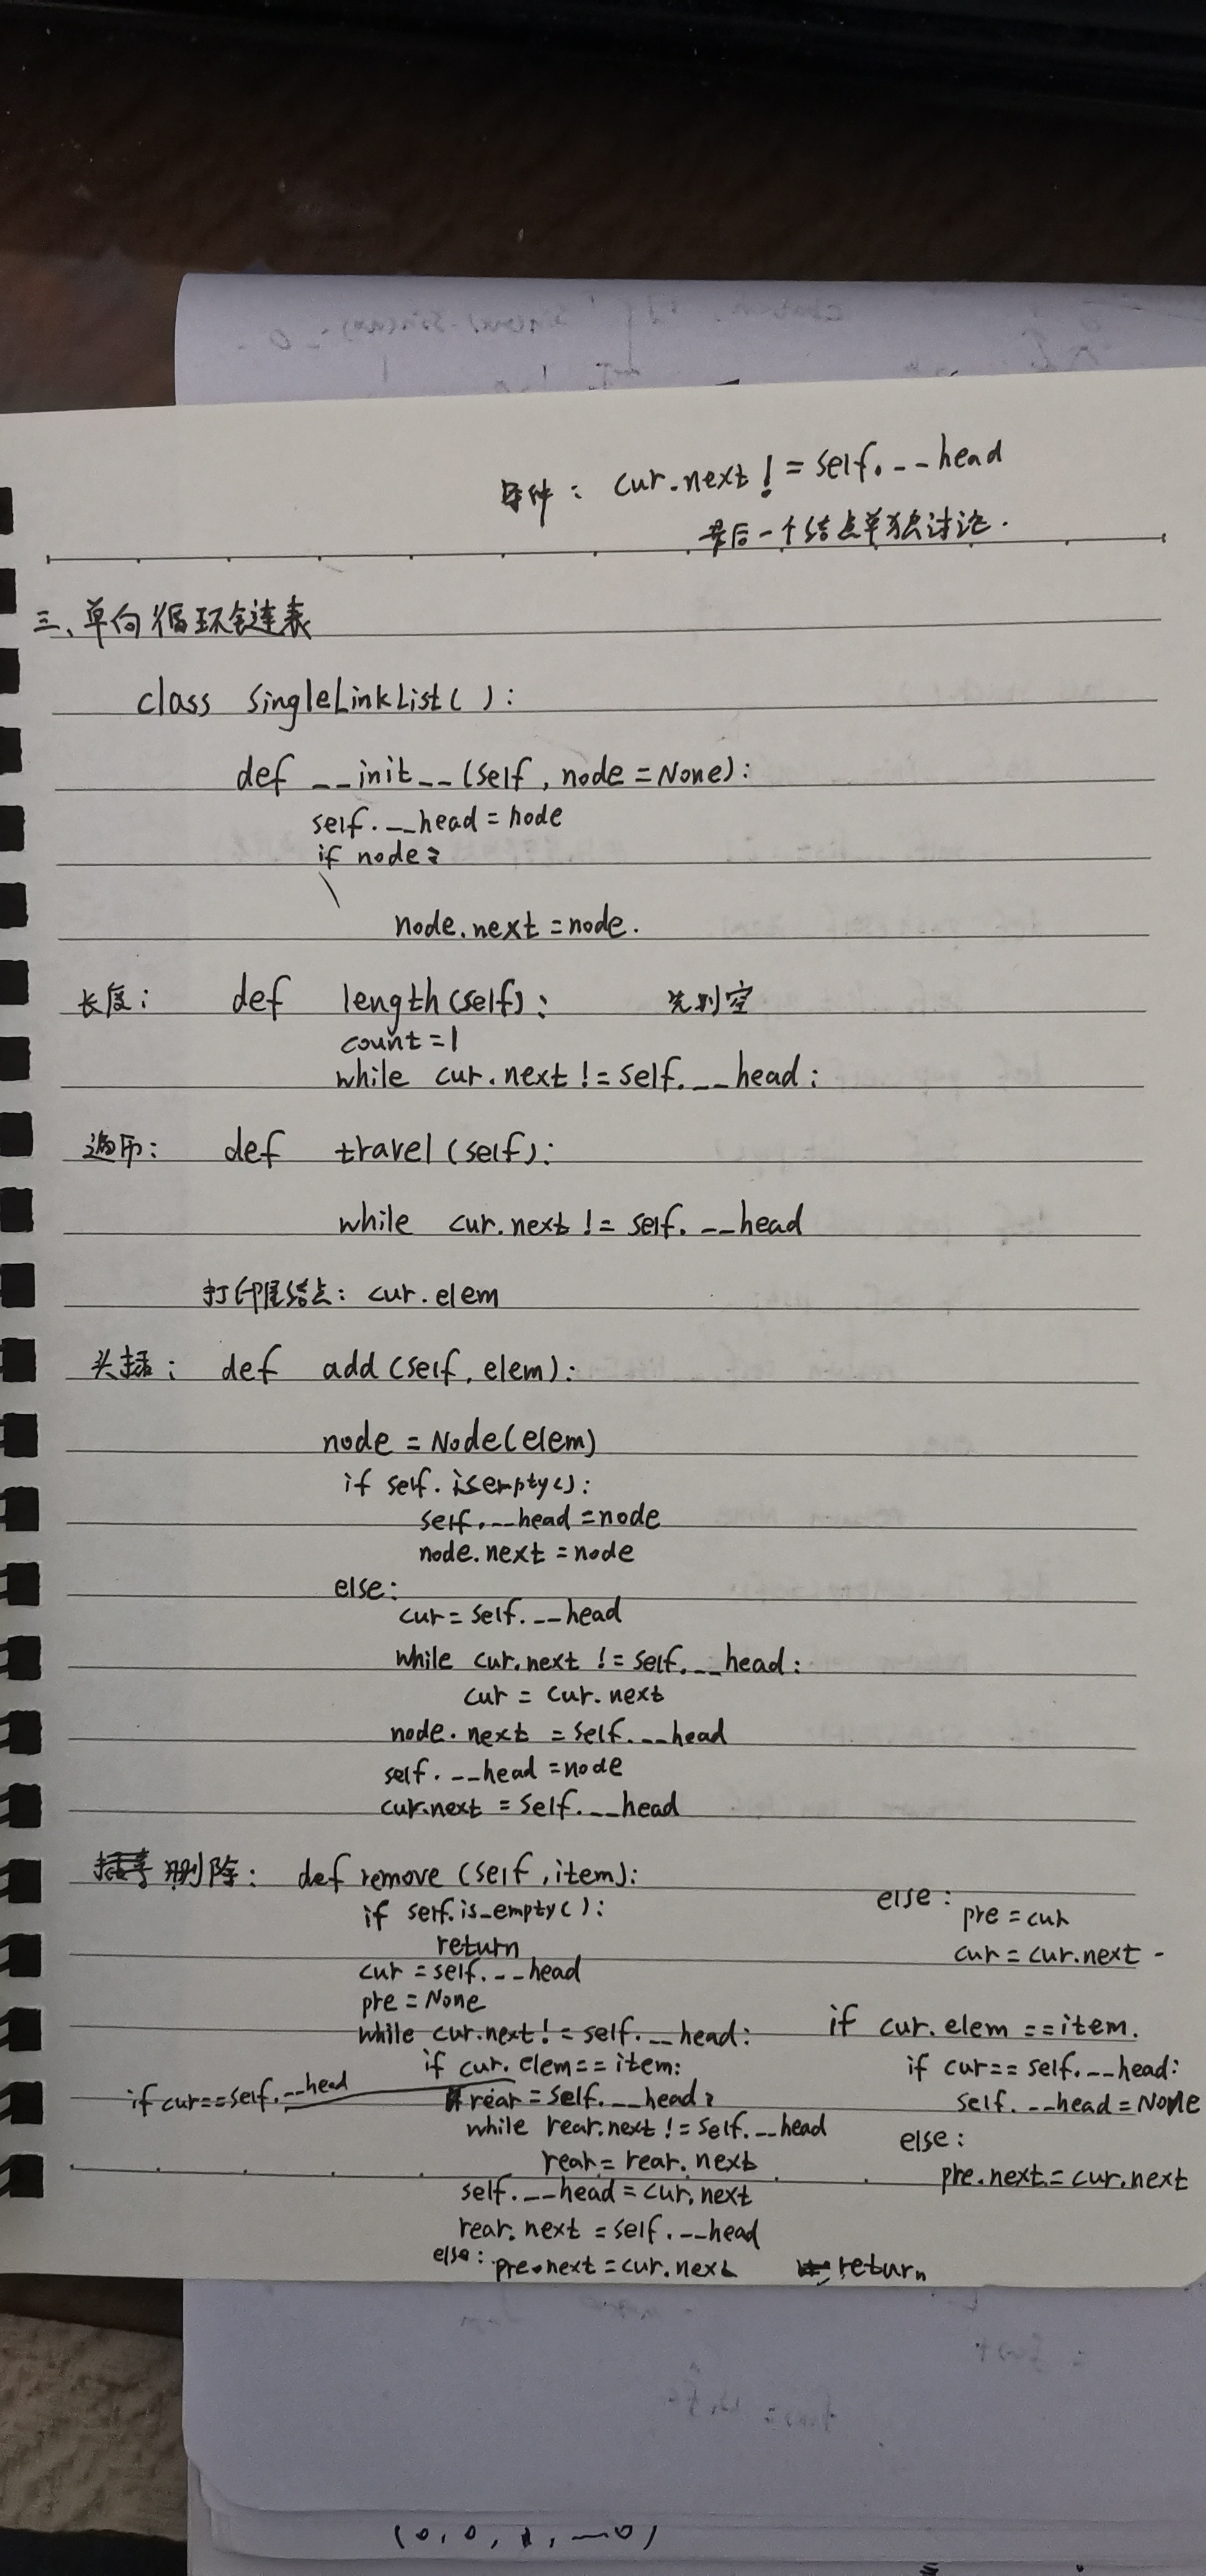 条件： cur.next != self.__head
最后一个结点单独讨论.
三、单向循环链表
class SingleLinkList( ):
def __init__(self, node=None):
self.__head = node
if node:
node.next = node.
长度： def length(self): 先判空
count = 1
while cur.next != self.__head:
遍历： def travel(self):
while cur.next != self.__head
打印尾结点： cur.elem
头插： def add(self, elem):
node = Node(elem)
if self.isempty():
self.__head = node
node.next = node
else:
cur = self.__head
while cur.next != self.__head:
cur = cur.next
node.next = self.__head
self.__head = node
cur.next = self.__head
删除： def remove (self, item):
if self.is_empty():
return
cur = self.__head
pre = None
while cur.next != self.__head:
if cur.elem == item:
if cur == self.__head
rear = self.__head:
while rear.next != self.__head
rear = rear.next
self.__head = cur.next
rear.next = self.__head
else: pre.next = cur.next return
else:
pre = cur
cur = cur.next
if cur.elem == item.
if cur == self.__head:
self.__head = None
else:
pre.next = cur.next